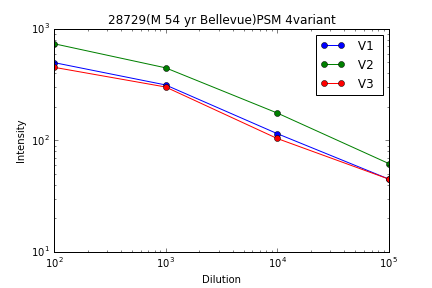 28729(M 54 yr Bellevue)PSM 4variant
10³
V1
V2
V3
Intensity
10²
10¹
10² 10³ 10⁴ 10⁵
Dilution